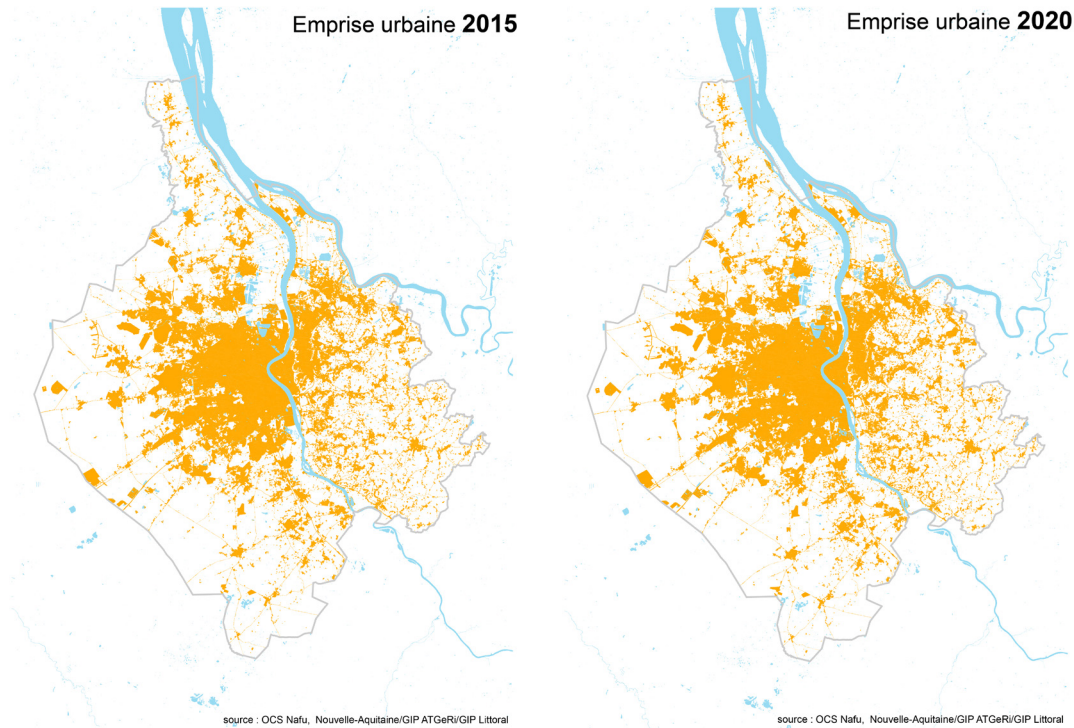 Emprise urbaine 2015
Emprise urbaine 2020
source : OCS Nafu, Nouvelle-Aquitaine/GIP ATGeRi/GIP Littoral
source : OCS Nafu, Nouvelle-Aquitaine/GIP ATGeRi/GIP Littoral